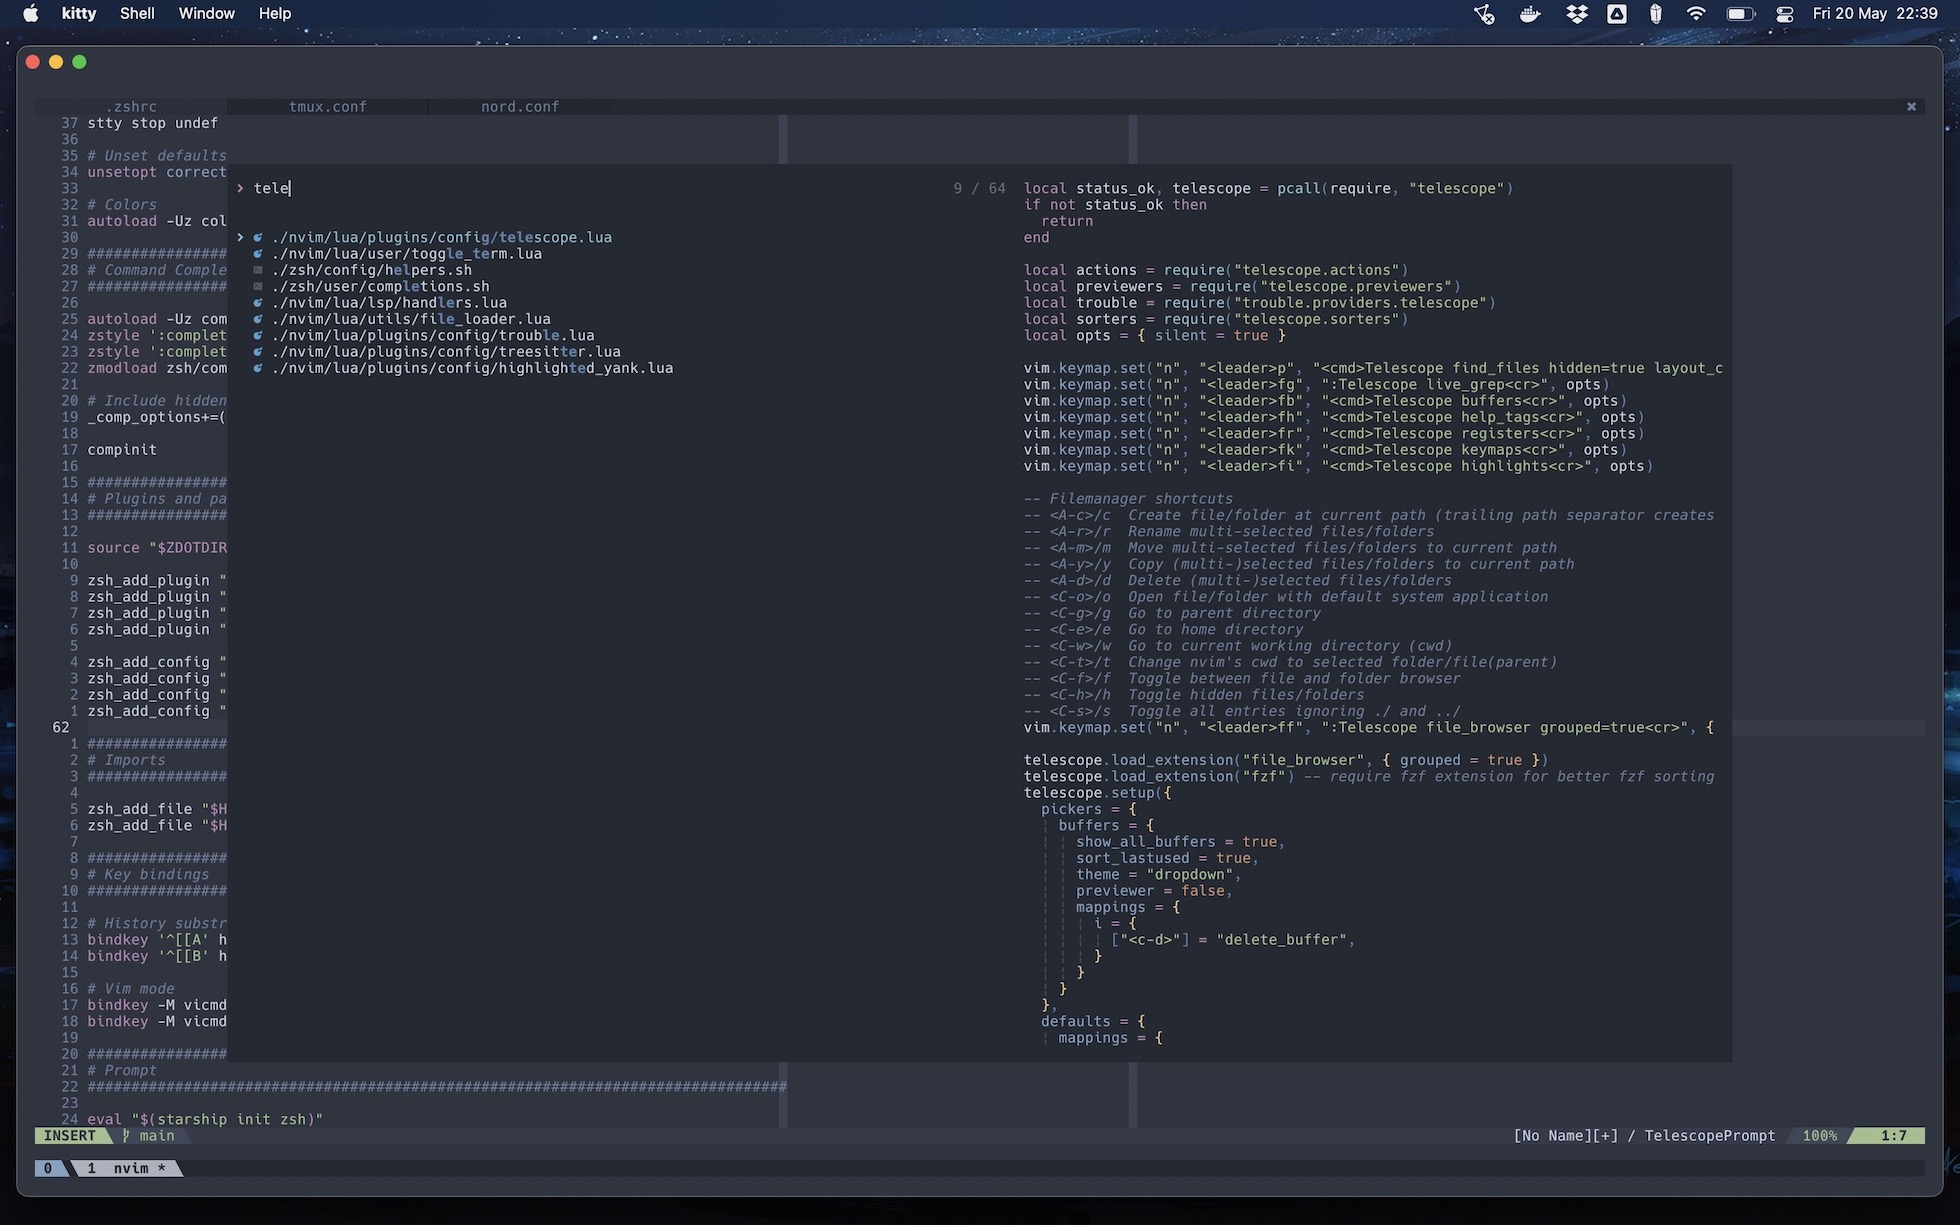 kitty Shell Window Help Fri 20 May 22:39
.zshrc tmux.conf nord.conf
37 stty stop undef
36
35 # Unset defaults
34 unsetopt correct
33
32 # Colors
31 autoload -Uz col
30
29 ################
28 # Command Comple
27 ################
26
25 autoload -Uz com
24 zstyle ':complet
23 zstyle ':complet
22 zmodload zsh/com
21
20 # Include hidden
19 _comp_options+=(
18
17 compinit
16
15 ################
14 # Plugins and pa
13 ################
12
11 source "$ZDOTDIR
10
9 zsh_add_plugin "
8 zsh_add_plugin "
7 zsh_add_plugin "
6 zsh_add_plugin "
5
4 zsh_add_config "
3 zsh_add_config "
2 zsh_add_config "
1 zsh_add_config "
62
1 ################
2 # Imports
3 ################
4
5 zsh_add_file "$H
6 zsh_add_file "$H
7
8 ################
9 # Key bindings
10 ################
11
12 # History substr
13 bindkey '^[[A' h
14 bindkey '^[[B' h
15
16 # Vim mode
17 bindkey -M vicmd
18 bindkey -M vicmd
19
20 ################
21 # Prompt
22 ################################################################################
23
24 eval "$(starship init zsh)"
> tele 9 / 64
> ./nvim/lua/plugins/config/telescope.lua
./nvim/lua/user/toggle_term.lua
./zsh/config/helpers.sh
./zsh/user/completions.sh
./nvim/lua/lsp/handlers.lua
./nvim/lua/utils/file_loader.lua
./nvim/lua/plugins/config/trouble.lua
./nvim/lua/plugins/config/treesitter.lua
./nvim/lua/plugins/config/highlighted_yank.lua
local status_ok, telescope = pcall(require, "telescope")
if not status_ok then
return
end
local actions = require("telescope.actions")
local previewers = require("telescope.previewers")
local trouble = require("trouble.providers.telescope")
local sorters = require("telescope.sorters")
local opts = { silent = true }
vim.keymap.set("n", "<leader>p", "<cmd>Telescope find_files hidden=true layout_c
vim.keymap.set("n", "<leader>fg", ":Telescope live_grep<cr>", opts)
vim.keymap.set("n", "<leader>fb", "<cmd>Telescope buffers<cr>", opts)
vim.keymap.set("n", "<leader>fh", "<cmd>Telescope help_tags<cr>", opts)
vim.keymap.set("n", "<leader>fr", "<cmd>Telescope registers<cr>", opts)
vim.keymap.set("n", "<leader>fk", "<cmd>Telescope keymaps<cr>", opts)
vim.keymap.set("n", "<leader>fi", "<cmd>Telescope highlights<cr>", opts)
-- Filemanager shortcuts
-- <A-c>/c Create file/folder at current path (trailing path separator creates
-- <A-r>/r Rename multi-selected files/folders
-- <A-m>/m Move multi-selected files/folders to current path
-- <A-y>/y Copy (multi-)selected files/folders to current path
-- <A-d>/d Delete (multi-)selected files/folders
-- <C-o>/o Open file/folder with default system application
-- <C-g>/g Go to parent directory
-- <C-e>/e Go to home directory
-- <C-w>/w Go to current working directory (cwd)
-- <C-t>/t Change nvim's cwd to selected folder/file(parent)
-- <C-f>/f Toggle between file and folder browser
-- <C-h>/h Toggle hidden files/folders
-- <C-s>/s Toggle all entries ignoring ./ and ../
vim.keymap.set("n", "<leader>ff", ":Telescope file_browser grouped=true<cr>", {
telescope.load_extension("file_browser", { grouped = true })
telescope.load_extension("fzf") -- require fzf extension for better fzf sorting
telescope.setup({
pickers = {
buffers = {
show_all_buffers = true,
sort_lastused = true,
theme = "dropdown",
previewer = false,
mappings = {
i = {
["<c-d>"] = "delete_buffer",
}
}
}
},
defaults = {
mappings = {
INSERT main [No Name][+] / TelescopePrompt 100% 1:7
0 1 nvim *